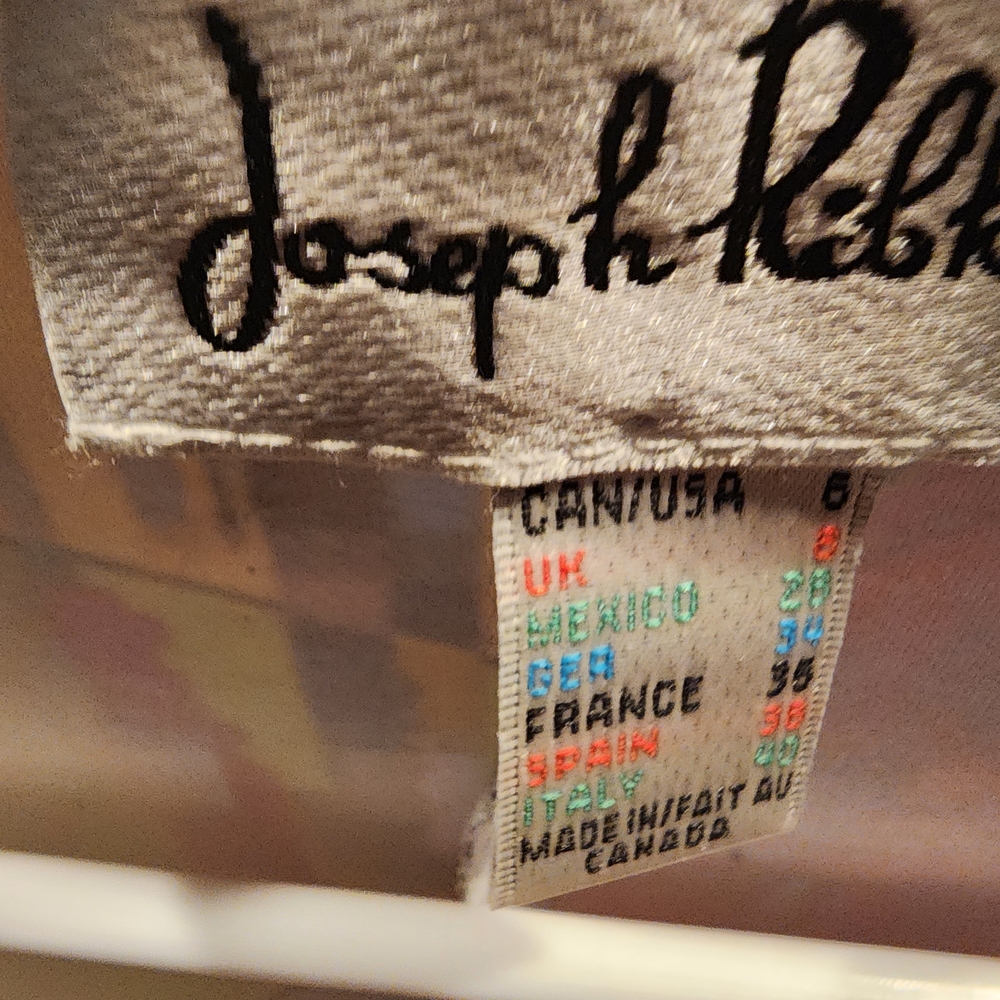 Joseph Ribk
CAN/USA 6
UK 8
MEXICO 28
GER 34
FRANCE 36
SPAIN 38
ITALY 40
MADE IN/FAIT AU
CANADA